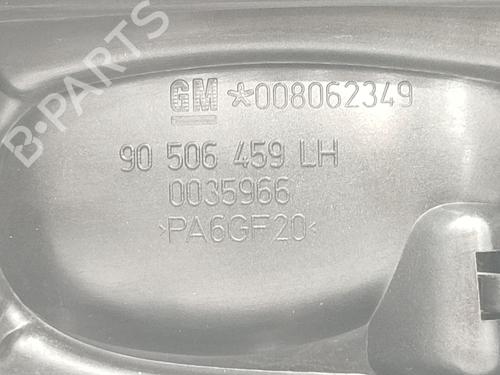 B-PARTS
GM *008062349
90 506 459 LH
0035966
>PA6GF20<